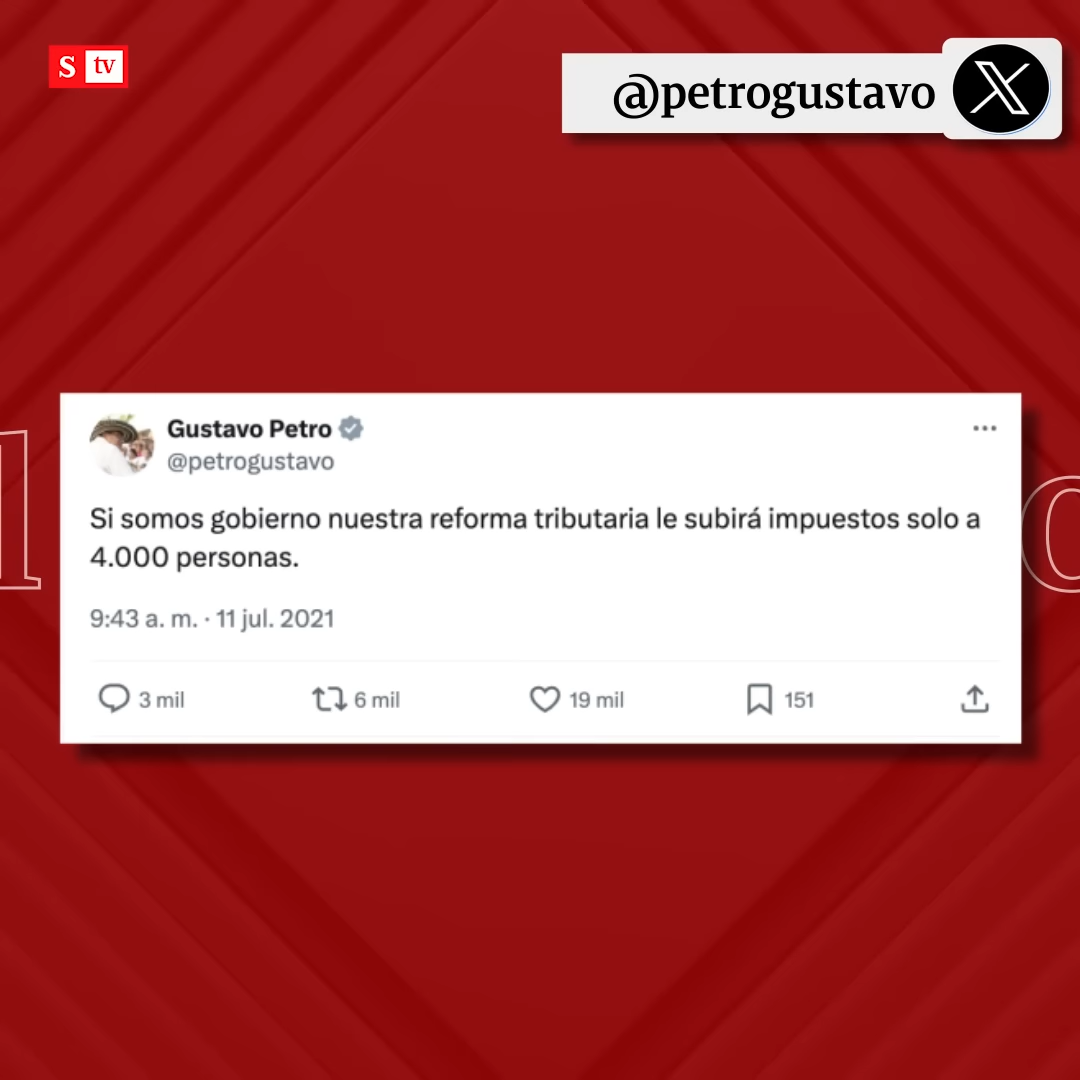 S tv
@petrogustavo
Gustavo Petro
@petrogustavo
Si somos gobierno nuestra reforma tributaria le subirá impuestos solo a
4.000 personas.
9:43 a. m. · 11 jul. 2021
3 mil 6 mil 19 mil 151